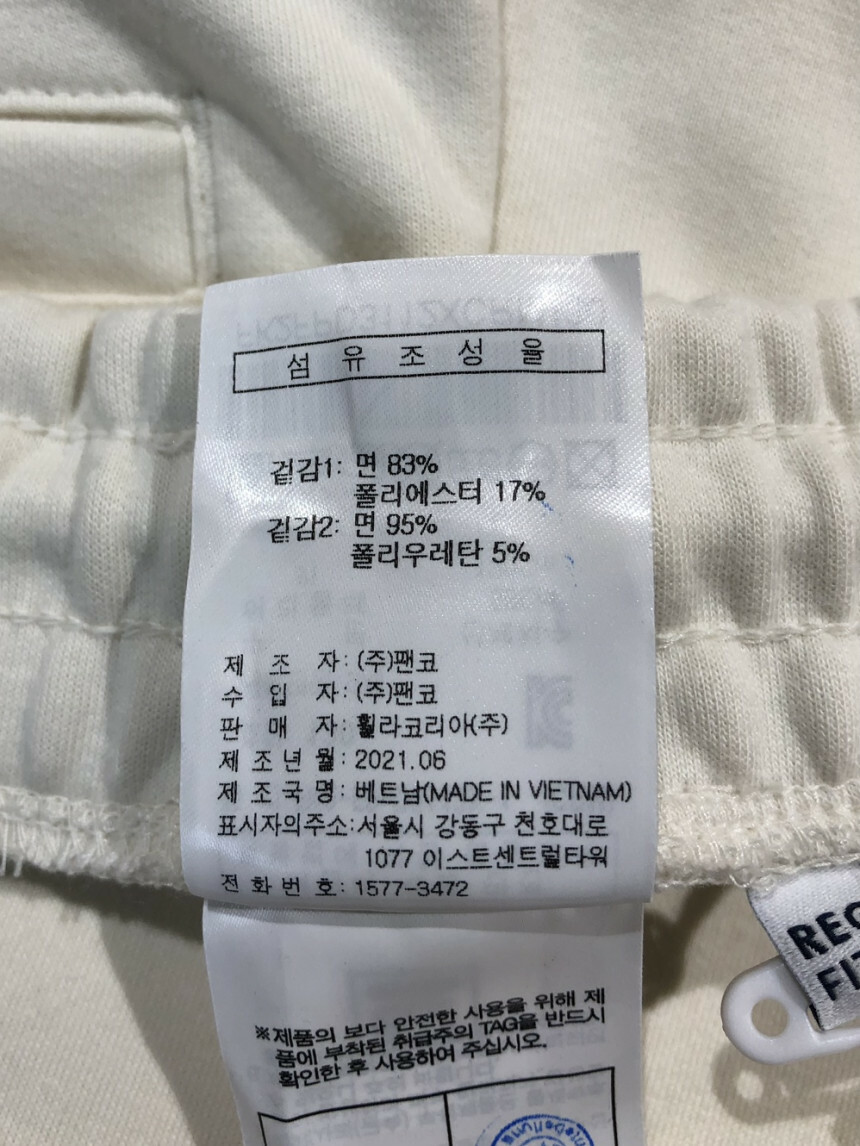 섬 유 조 성 율
겉감1: 면 83%
폴리에스터 17%
겉감2: 면 95%
폴리우레탄 5%
제 조 자: (주)팬코
수 입 자: (주)팬코
판 매 자: 휠라코리아(주)
제 조 년 월: 2021.06
제 조 국 명: 베트남(MADE IN VIETNAM)
표시자의주소:서울시 강동구 천호대로
1077 이스트센트럴타워
전 화 번 호: 1577-3472
※제품의 보다 안전한 사용을 위해 제
품에 부착된 취급주의 TAG을 반드시
확인한 후 사용하여 주십시오.
REG
FIT